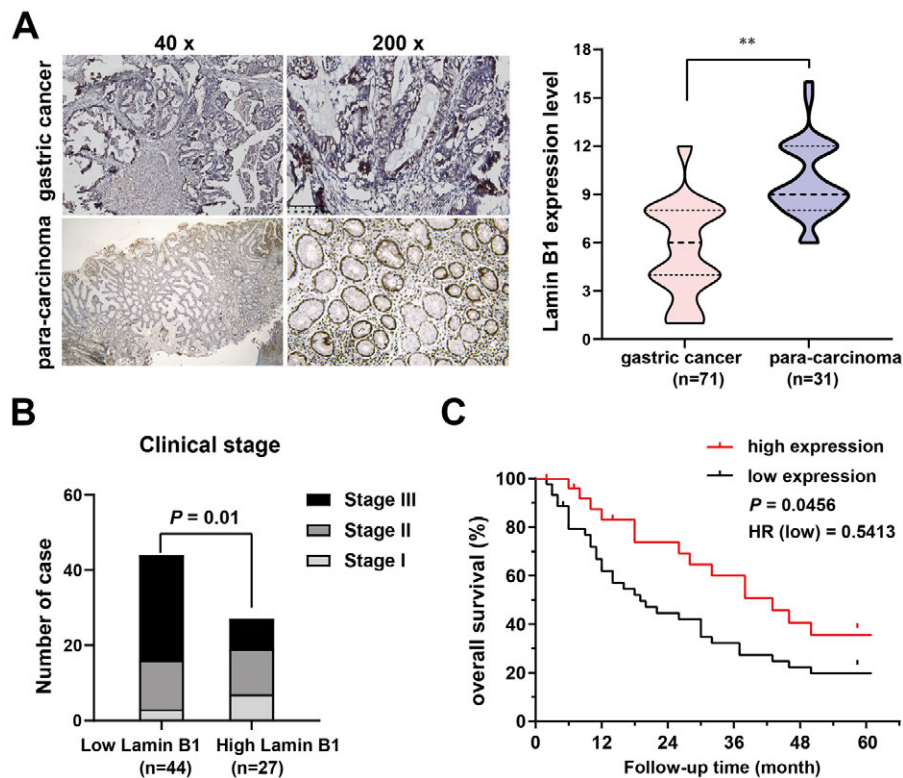 A
40 x
200 x
gastric cancer
para-carcinoma
Lamin B1 expression level
18
15
12
9
6
3
0
**
gastric cancer
(n=71)
para-carcinoma
(n=31)
B
Clinical stage
Number of case
60
40
20
0
P = 0.01
Stage III
Stage II
Stage I
Low Lamin B1
(n=44)
High Lamin B1
(n=27)
C
high expression
low expression
P = 0.0456
HR (low) = 0.5413
overall survival (%)
100
80
60
40
20
0
0
12
24
36
48
60
Follow-up time (month)